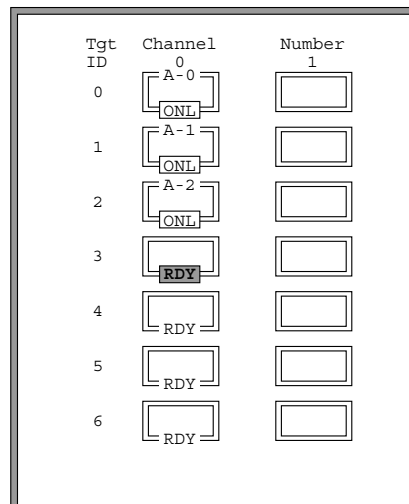 Tgt Channel Number
ID 0 1
A-0
0
ONL
A-1
1
ONL
A-2
2
ONL
3
RDY
4
RDY
5
RDY
6
RDY